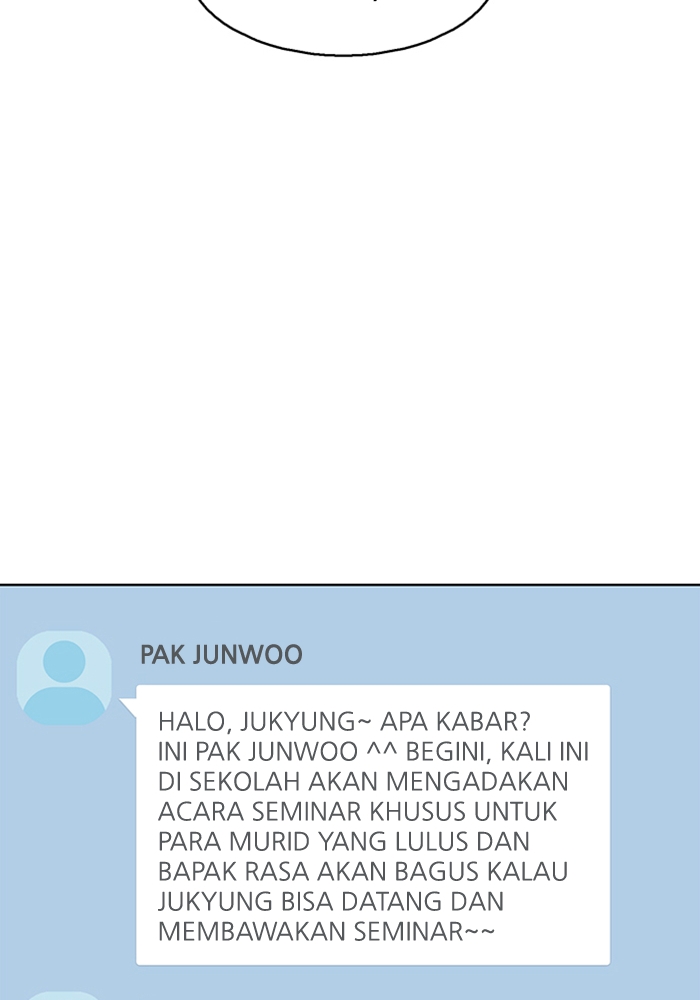 PAK JUNWOO
HALO, JUKYUNG~ APA KABAR?
INI PAK JUNWOO ^^ BEGINI, KALI INI
DI SEKOLAH AKAN MENGADAKAN
ACARA SEMINAR KHUSUS UNTUK
PARA MURID YANG LULUS DAN
BAPAK RASA AKAN BAGUS KALAU
JUKYUNG BISA DATANG DAN
MEMBAWAKAN SEMINAR~~